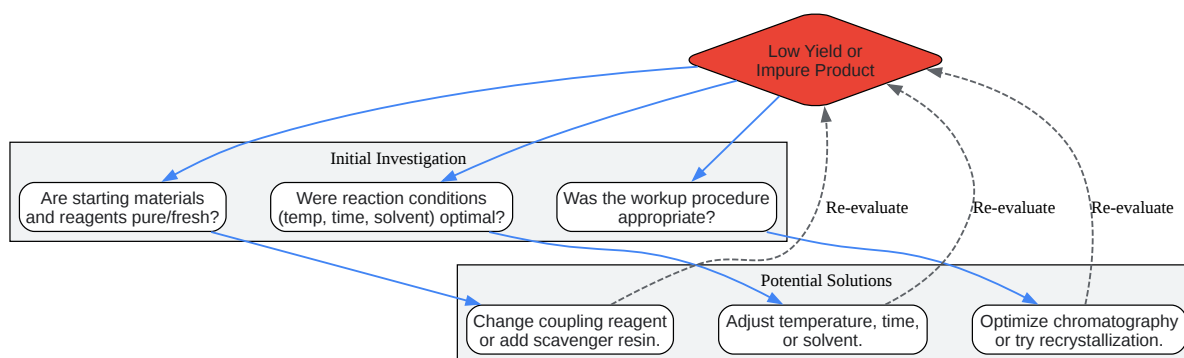 Low Yield or
Impure Product
Initial Investigation
Are starting materials
and reagents pure/fresh?
Were reaction conditions
(temp, time, solvent) optimal?
Was the workup procedure
appropriate?
Re-evaluate
Re-evaluate
Re-evaluate
Potential Solutions
Change coupling reagent
or add scavenger resin.
Adjust temperature, time,
or solvent.
Optimize chromatography
or try recrystallization.